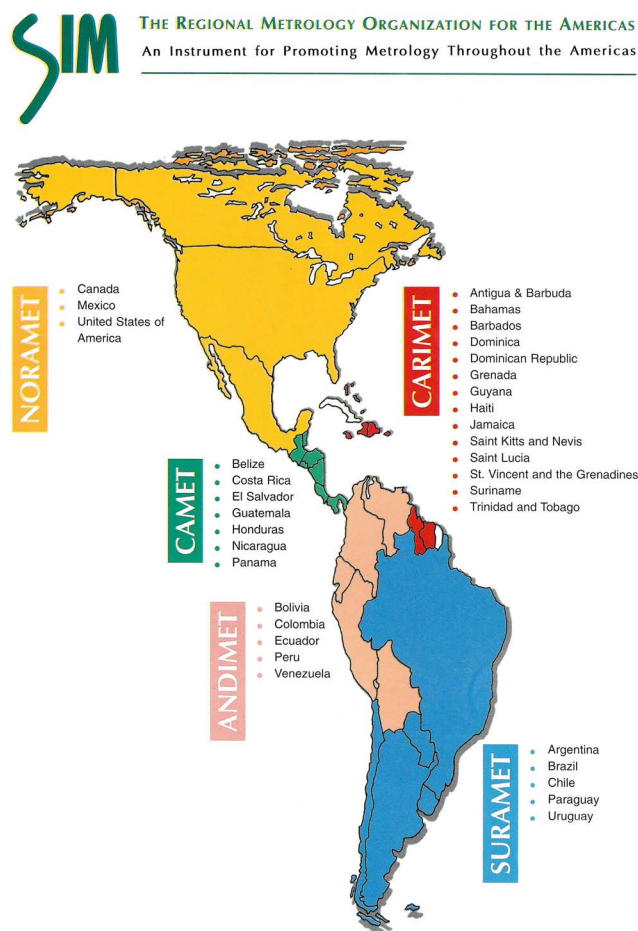 SIM
THE REGIONAL METROLOGY ORGANIZATION FOR THE AMERICAS
An Instrument for Promoting Metrology Throughout the Americas
NORAMET
Canada
Mexico
United States of
America
CARIMET
Antigua & Barbuda
Bahamas
Barbados
Dominica
Dominican Republic
Grenada
Guyana
Haiti
Jamaica
Saint Kitts and Nevis
Saint Lucia
St. Vincent and the Grenadines
Suriname
Trinidad and Tobago
CAMET
Belize
Costa Rica
El Salvador
Guatemala
Honduras
Nicaragua
Panama
ANDIMET
Bolivia
Colombia
Ecuador
Peru
Venezuela
SURAMET
Argentina
Brazil
Chile
Paraguay
Uruguay